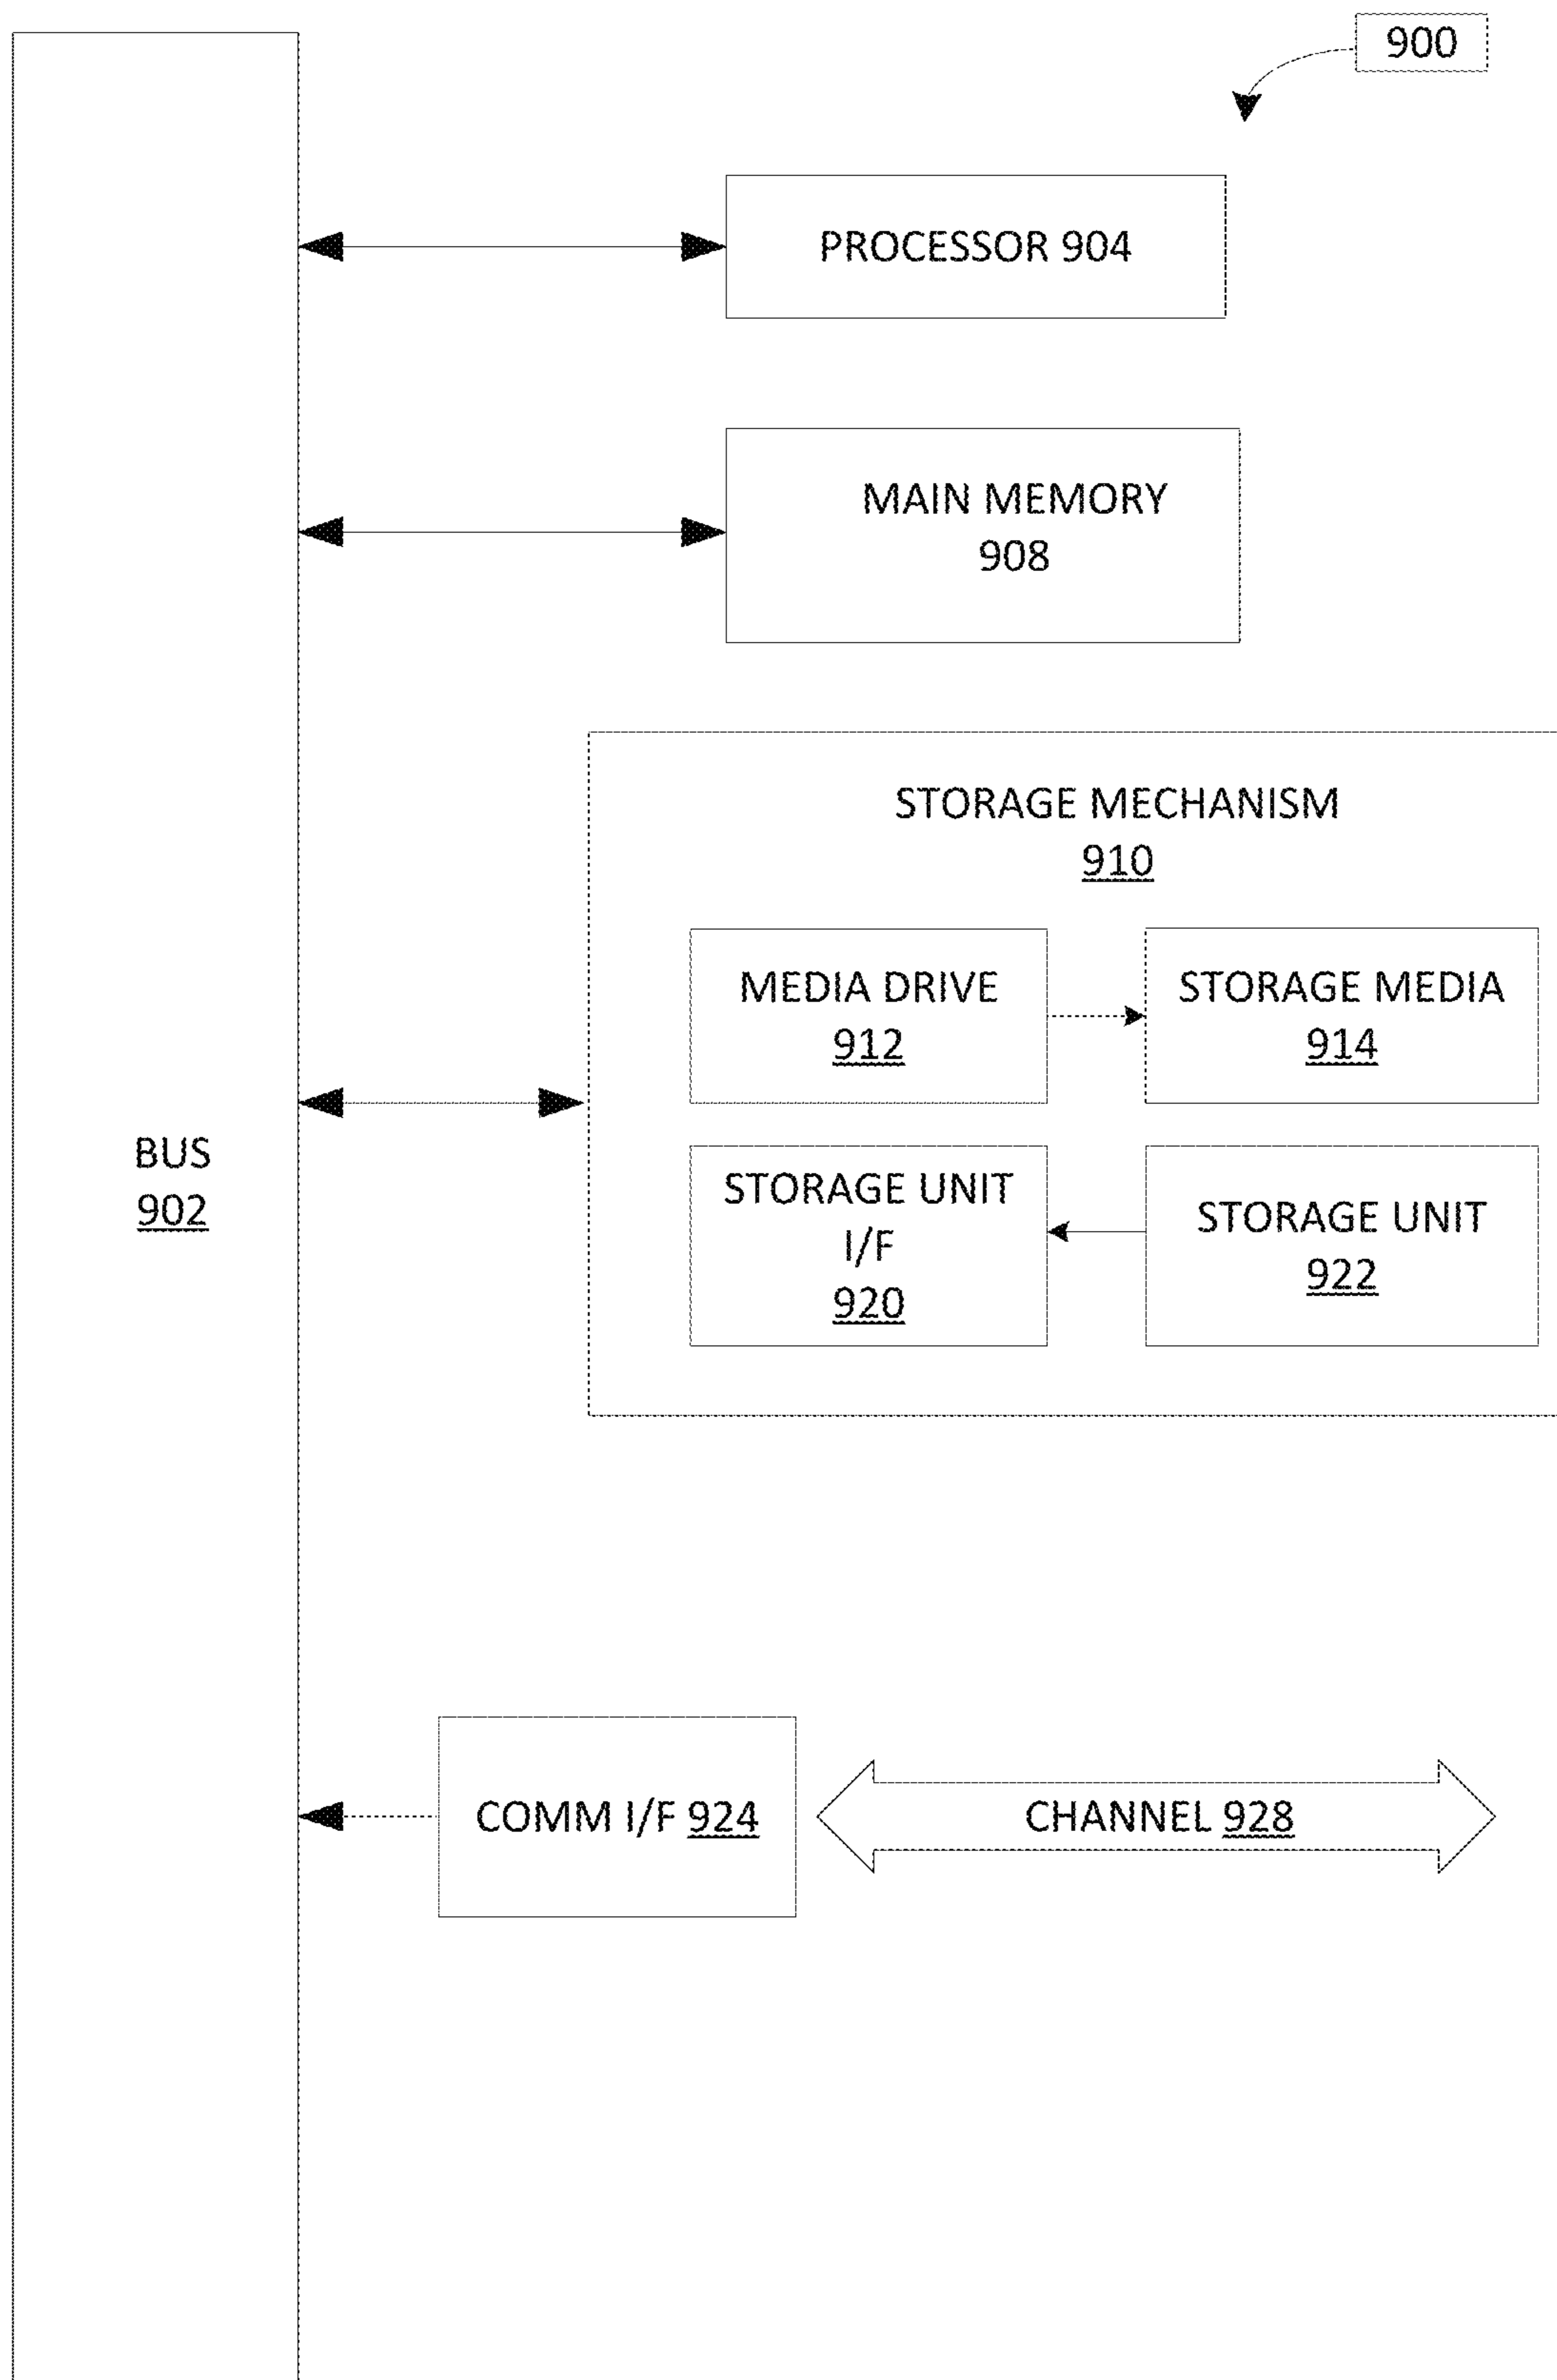 900
PROCESSOR 904
MAIN MEMORY
908
STORAGE MECHANISM
910
MEDIA DRIVE
912
STORAGE MEDIA
914
BUS
902
STORAGE UNIT
I/F
920
STORAGE UNIT
922
COMM I/F 924
CHANNEL 928